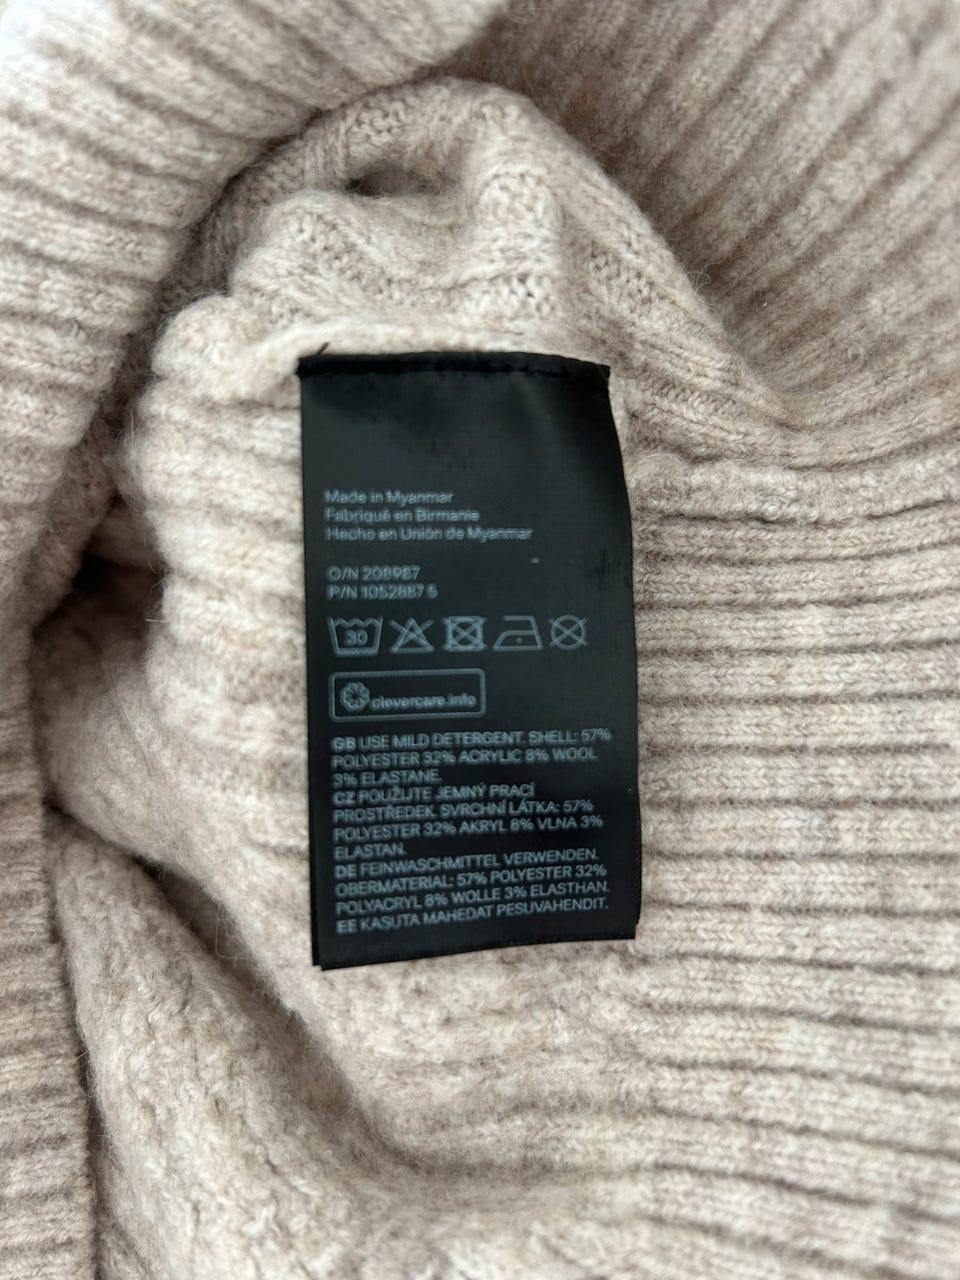 Made in Myanmar
Fabriqué en Birmanie
Hecho en Unión de Myanmar
O/N 208987
P/N 1052887 5
30
clevercare.info
GB USE MILD DETERGENT. SHELL: 57%
POLYESTER 32% ACRYLIC 8% WOOL
3% ELASTANE.
CZ POUŽIJTE JEMNÝ PRACÍ
PROSTŘEDEK. SVRCHNÍ LÁTKA: 57%
POLYESTER 32% AKRYL 8% VLNA 3%
ELASTAN.
DE FEINWASCHMITTEL VERWENDEN.
OBERMATERIAL: 57% POLYESTER 32%
POLYACRYL 8% WOLLE 3% ELASTHAN.
EE KASUTA MAHEDAT PESUVAHENDIT.